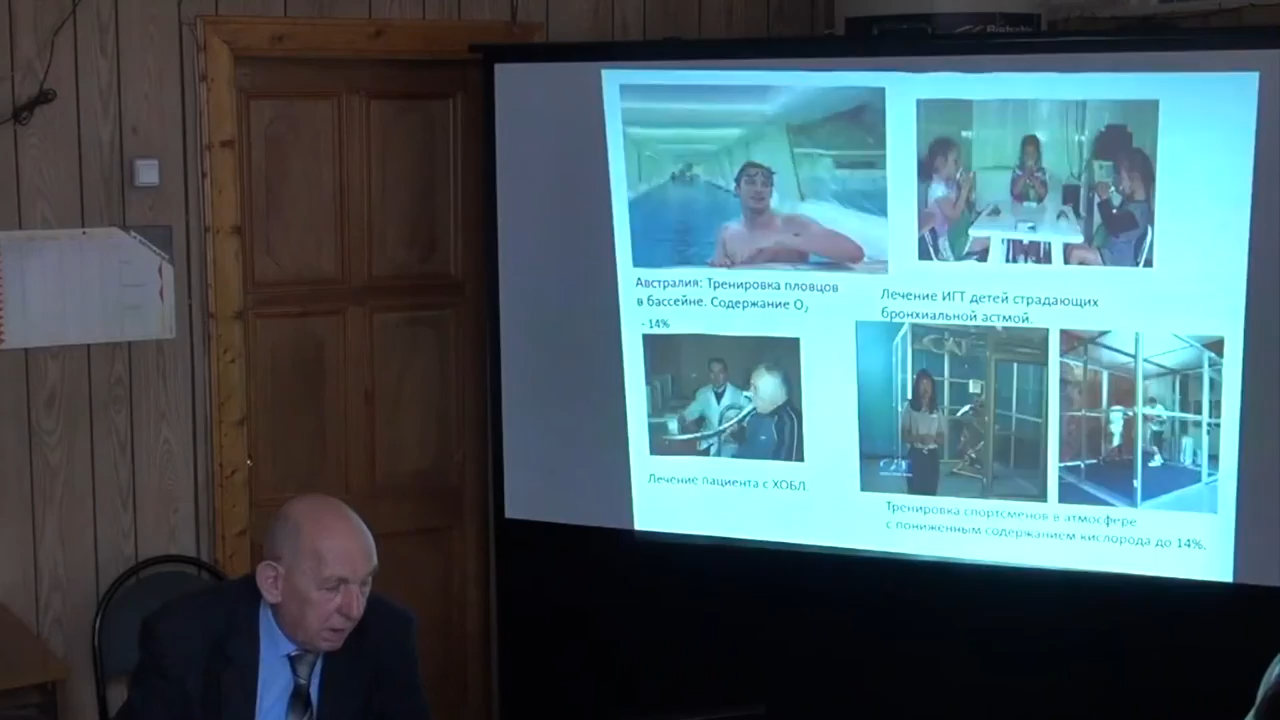 Австралия: Тренировка пловцов
в бассейне. Содержание O₂
- 14%
Лечение ИГТ детей страдающих
бронхиальной астмой.
Лечение пациента с ХОБЛ.
Тренировка спортсменов в атмосфере
с пониженным содержанием кислорода до 14%.